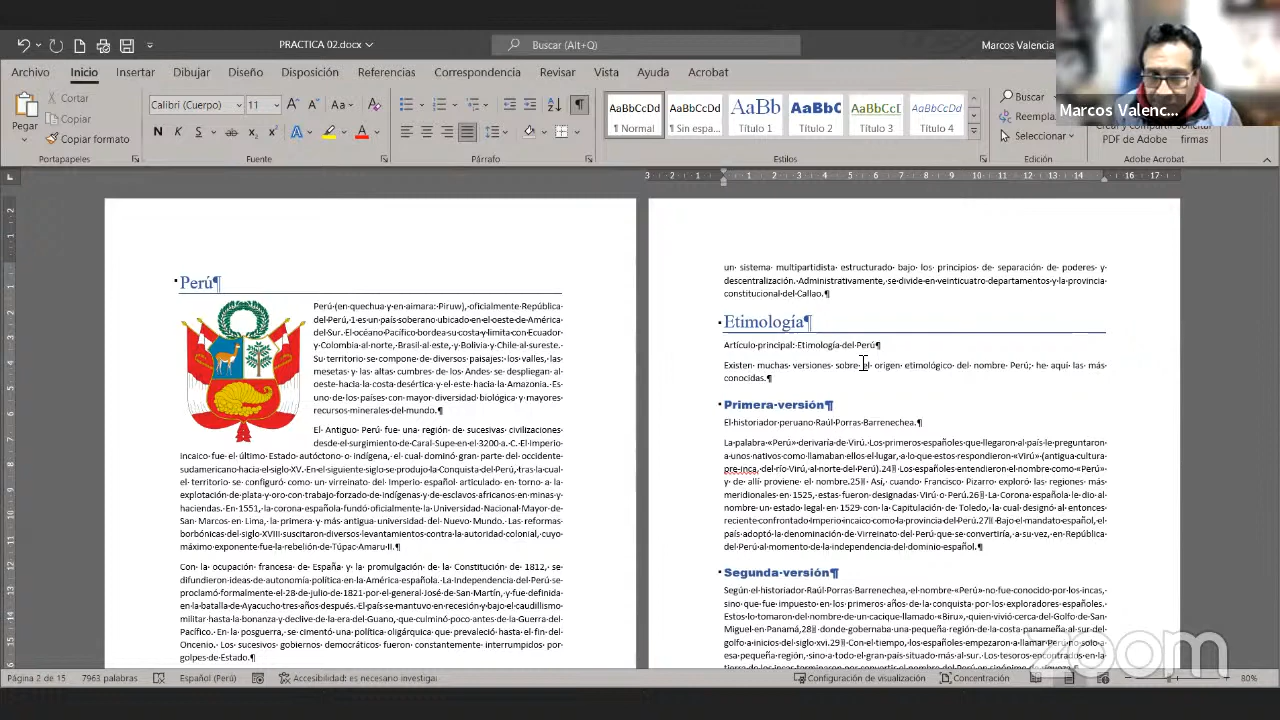 PRACTICA 02.docx
Buscar (Alt+Q)
Marcos Valencia
Archivo Inicio Insertar Dibujar Diseño Disposición Referencias Correspondencia Revisar Vista Ayuda Acrobat
Marcos Valenc...
Pegar
Cortar
Copiar
Copiar formato
Portapapeles
Calibri (Cuerpo) 11
Fuente
Párrafo
AaBbCcDd AaBbCcDd AaBb AaBbC AaBbCcD AaBbCcDd
¶ Normal ¶ Sin espa... Título 1 Título 2 Título 3 Título 4
Estilos
Buscar
Reempla
Seleccionar
Edición
PDF de Adobe firmas
Adobe Acrobat
Perú¶
Perú (en quechua y en aimara: Piruw), oficialmente República
del Perú, 1 es un país soberano ubicado en el oeste de América
del Sur. El océano Pacífico bordea su costa y limita con Ecuador
y Colombia al norte, Brasil al este, y Bolivia y Chile al sureste.
Su territorio se compone de diversos paisajes: los valles, las
mesetas y las altas cumbres de los Andes se despliegan al
oeste hacia la costa desértica y el este hacia la Amazonia. Es
uno de los países con mayor diversidad biológica y mayores
recursos minerales del mundo.¶
El Antiguo Perú fue una región de sucesivas civilizaciones
desde el surgimiento de Caral-Supe en el 3200 a. C. El Imperio
incaico fue el último Estado autóctono o indígena, el cual dominó gran parte del occidente
sudamericano hacia el siglo XV. En el siguiente siglo se produjo la Conquista del Perú, tras la cual
el territorio se configuró como un virreinato del Imperio español articulado en torno a la
explotación de plata y oro con trabajo forzado de indígenas y de esclavos africanos en minas y
haciendas. En 1551, la corona española fundó oficialmente la Universidad Nacional Mayor de
San Marcos en Lima, la primera y más antigua universidad del Nuevo Mundo. Las reformas
borbónicas del siglo XVIII suscitaron diversos levantamientos contra la autoridad colonial, cuyo
máximo exponente fue la rebelión de Túpac Amaru II.¶
Con la ocupación francesa de España y la promulgación de la Constitución de 1812, se
difundieron ideas de autonomía política en la América española. La Independencia del Perú se
proclamó formalmente el 28 de julio de 1821 por el general José de San Martín, y fue definida
en la batalla de Ayacucho tres años después. El país se mantuvo en recesión y bajo el caudillismo
militar hasta la bonanza y declive de la era del Guano, que culminó poco antes de la Guerra del
Pacífico. En la posguerra, se cimentó una política oligárquica que prevaleció hasta el fin del
Oncenio. Los sucesivos gobiernos democráticos fueron constantemente interrumpidos por
golpes de Estado.¶
un sistema multipartidista estructurado bajo los principios de separación de poderes y
descentralización. Administrativamente, se divide en veinticuatro departamentos y la provincia
constitucional del Callao.¶
Etimología¶
Artículo principal: Etimología del Perú¶
Existen muchas versiones sobre el origen etimológico del nombre Perú; he aquí las más
conocidas.¶
Primera versión¶
El historiador peruano Raúl Porras Barrenechea.¶
La palabra «Perú» derivaría de Virú. Los primeros españoles que llegaron al país le preguntaron
a unos nativos como llamaban ellos el lugar, a lo que estos respondieron «Virú» (antigua cultura
pre-inca, del río Virú, al norte del Perú).24 Los españoles entendieron el nombre como «Perú»
y de allí proviene el nombre.25 Así, cuando Francisco Pizarro exploró las regiones más
meridionales en 1525, estas fueron designadas Virú o Perú.26 La Corona española le dio al
nombre un estado legal en 1529 con la Capitulación de Toledo, la cual designó al entonces
reciente confrontado Imperio incaico como la provincia del Perú.27 Bajo el mandato español, el
país adoptó la denominación de Virreinato del Perú que se convertiría, a su vez, en República
del Perú al momento de la independencia del dominio español.¶
Segunda versión¶
Según el historiador Raúl Porras Barrenechea, el nombre «Perú» no fue conocido por los incas,
sino que fue impuesto en los primeros años de la conquista por los exploradores españoles.
Estos lo tomaron del nombre de un cacique llamado «Biru», quien vivió cerca del Golfo de San
Miguel en Panamá,28 donde gobernaba una pequeña región de la costa panameña al sur del
golfo a inicios del siglo xvi.29 Con el tiempo, los españoles empezaron a llamar Perú, no solo a
esa pequeña región, sino a todo el gran país situado más al sur. Los tesoros encontrados en la
Página 2 de 15 7963 palabras Español (Perú) Accesibilidad: es necesario investigar Configuración de visualización Concentración 80%
zoom